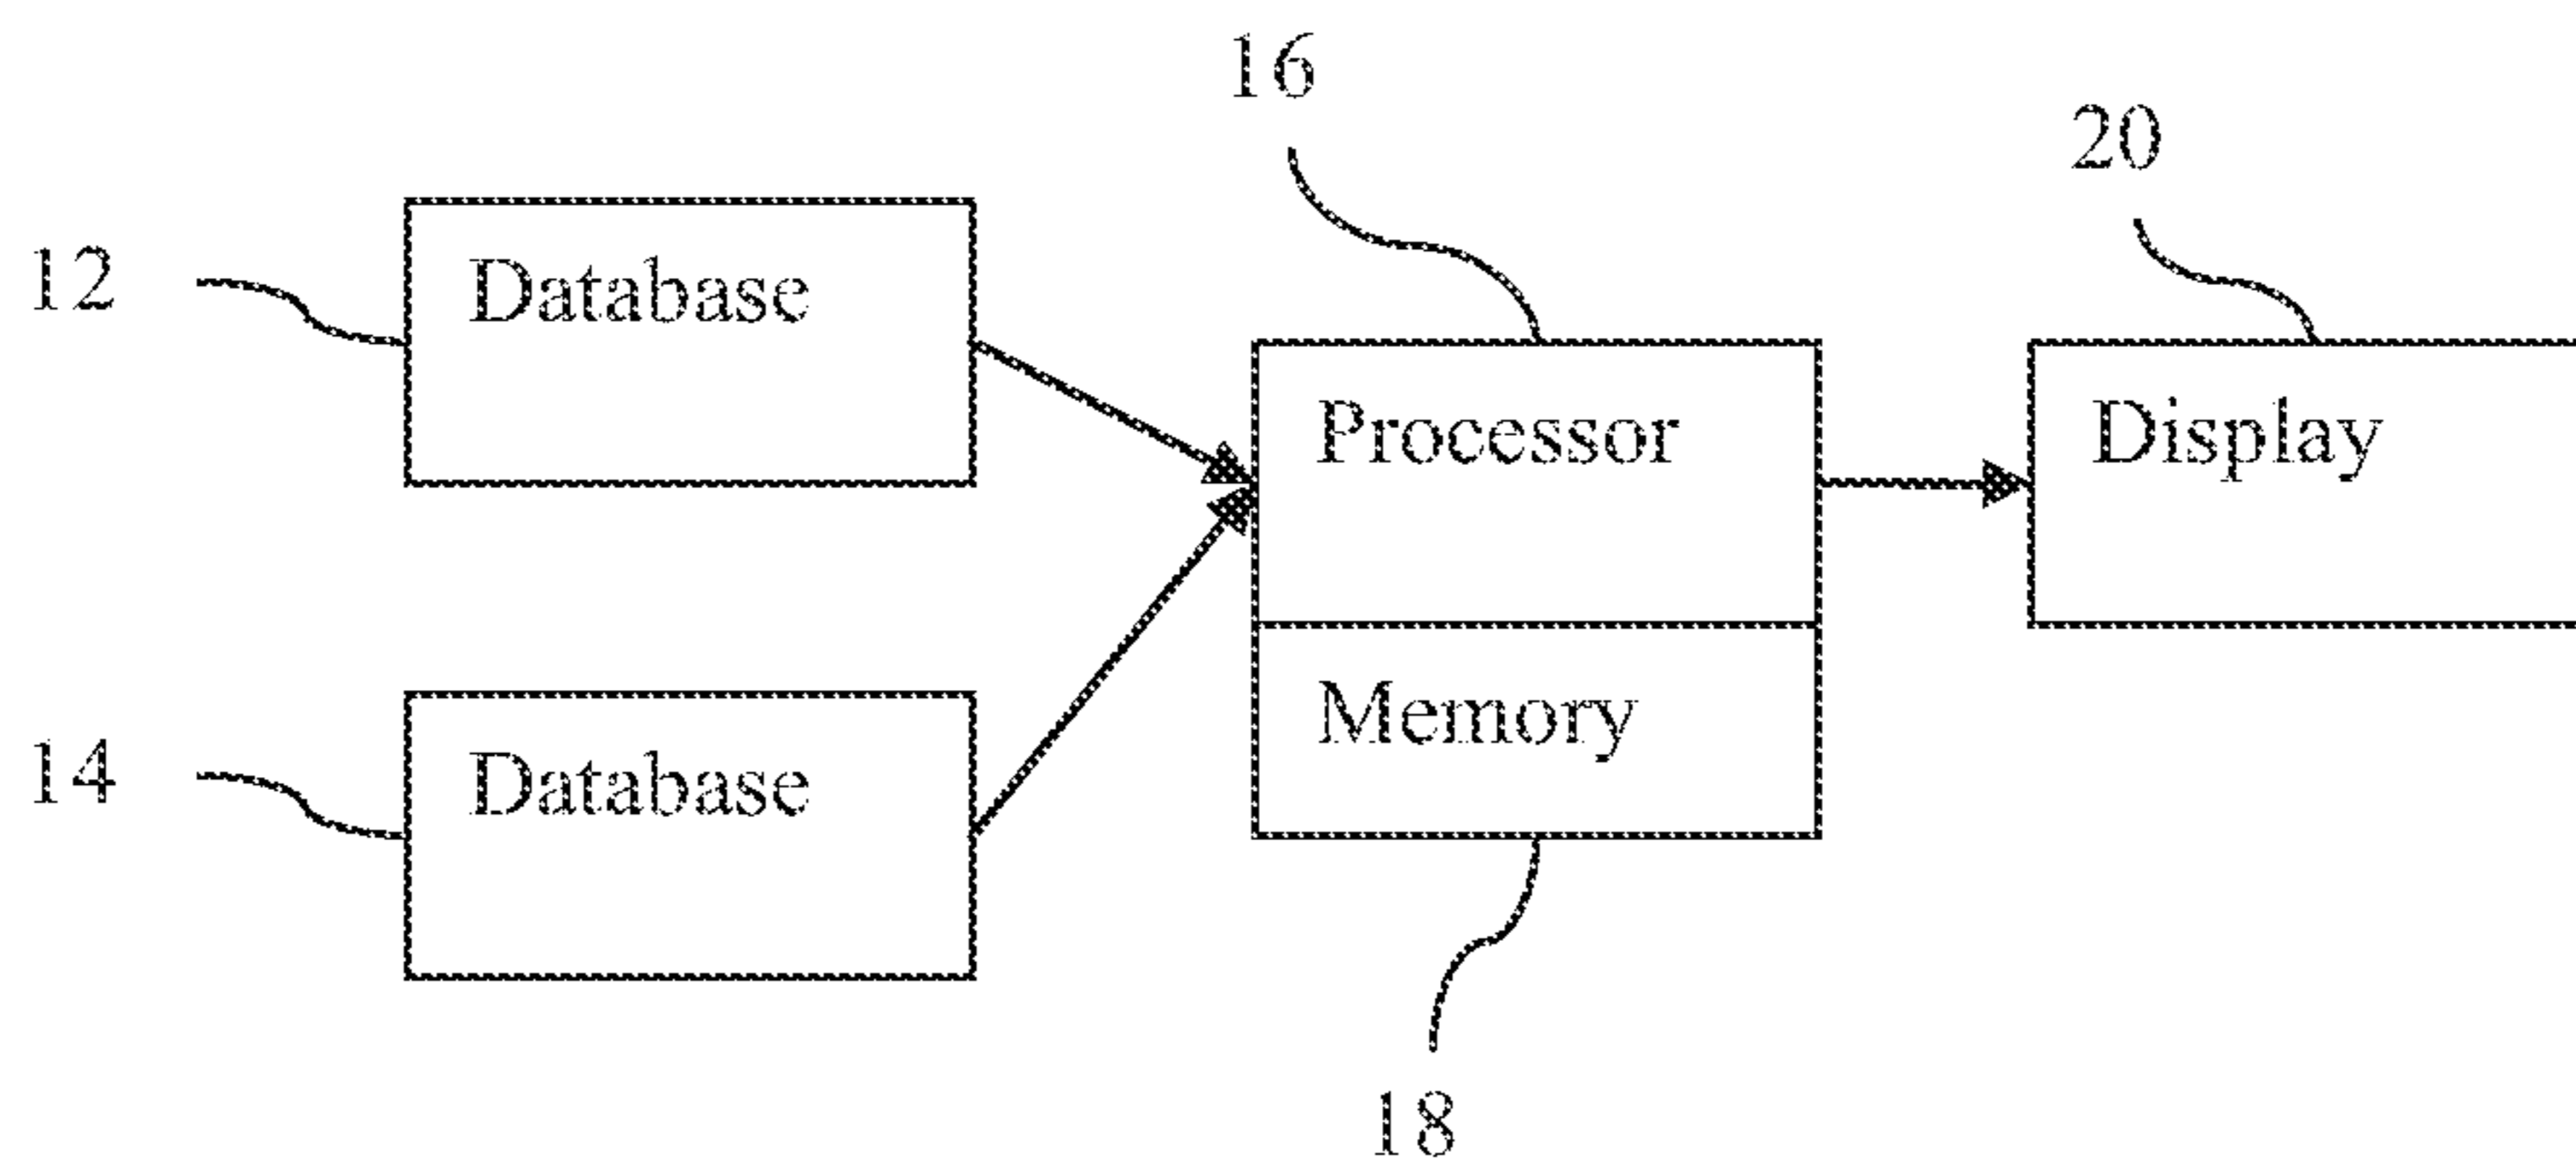 16
20
12
Database
Processor
Display
Memory
14
Database
18